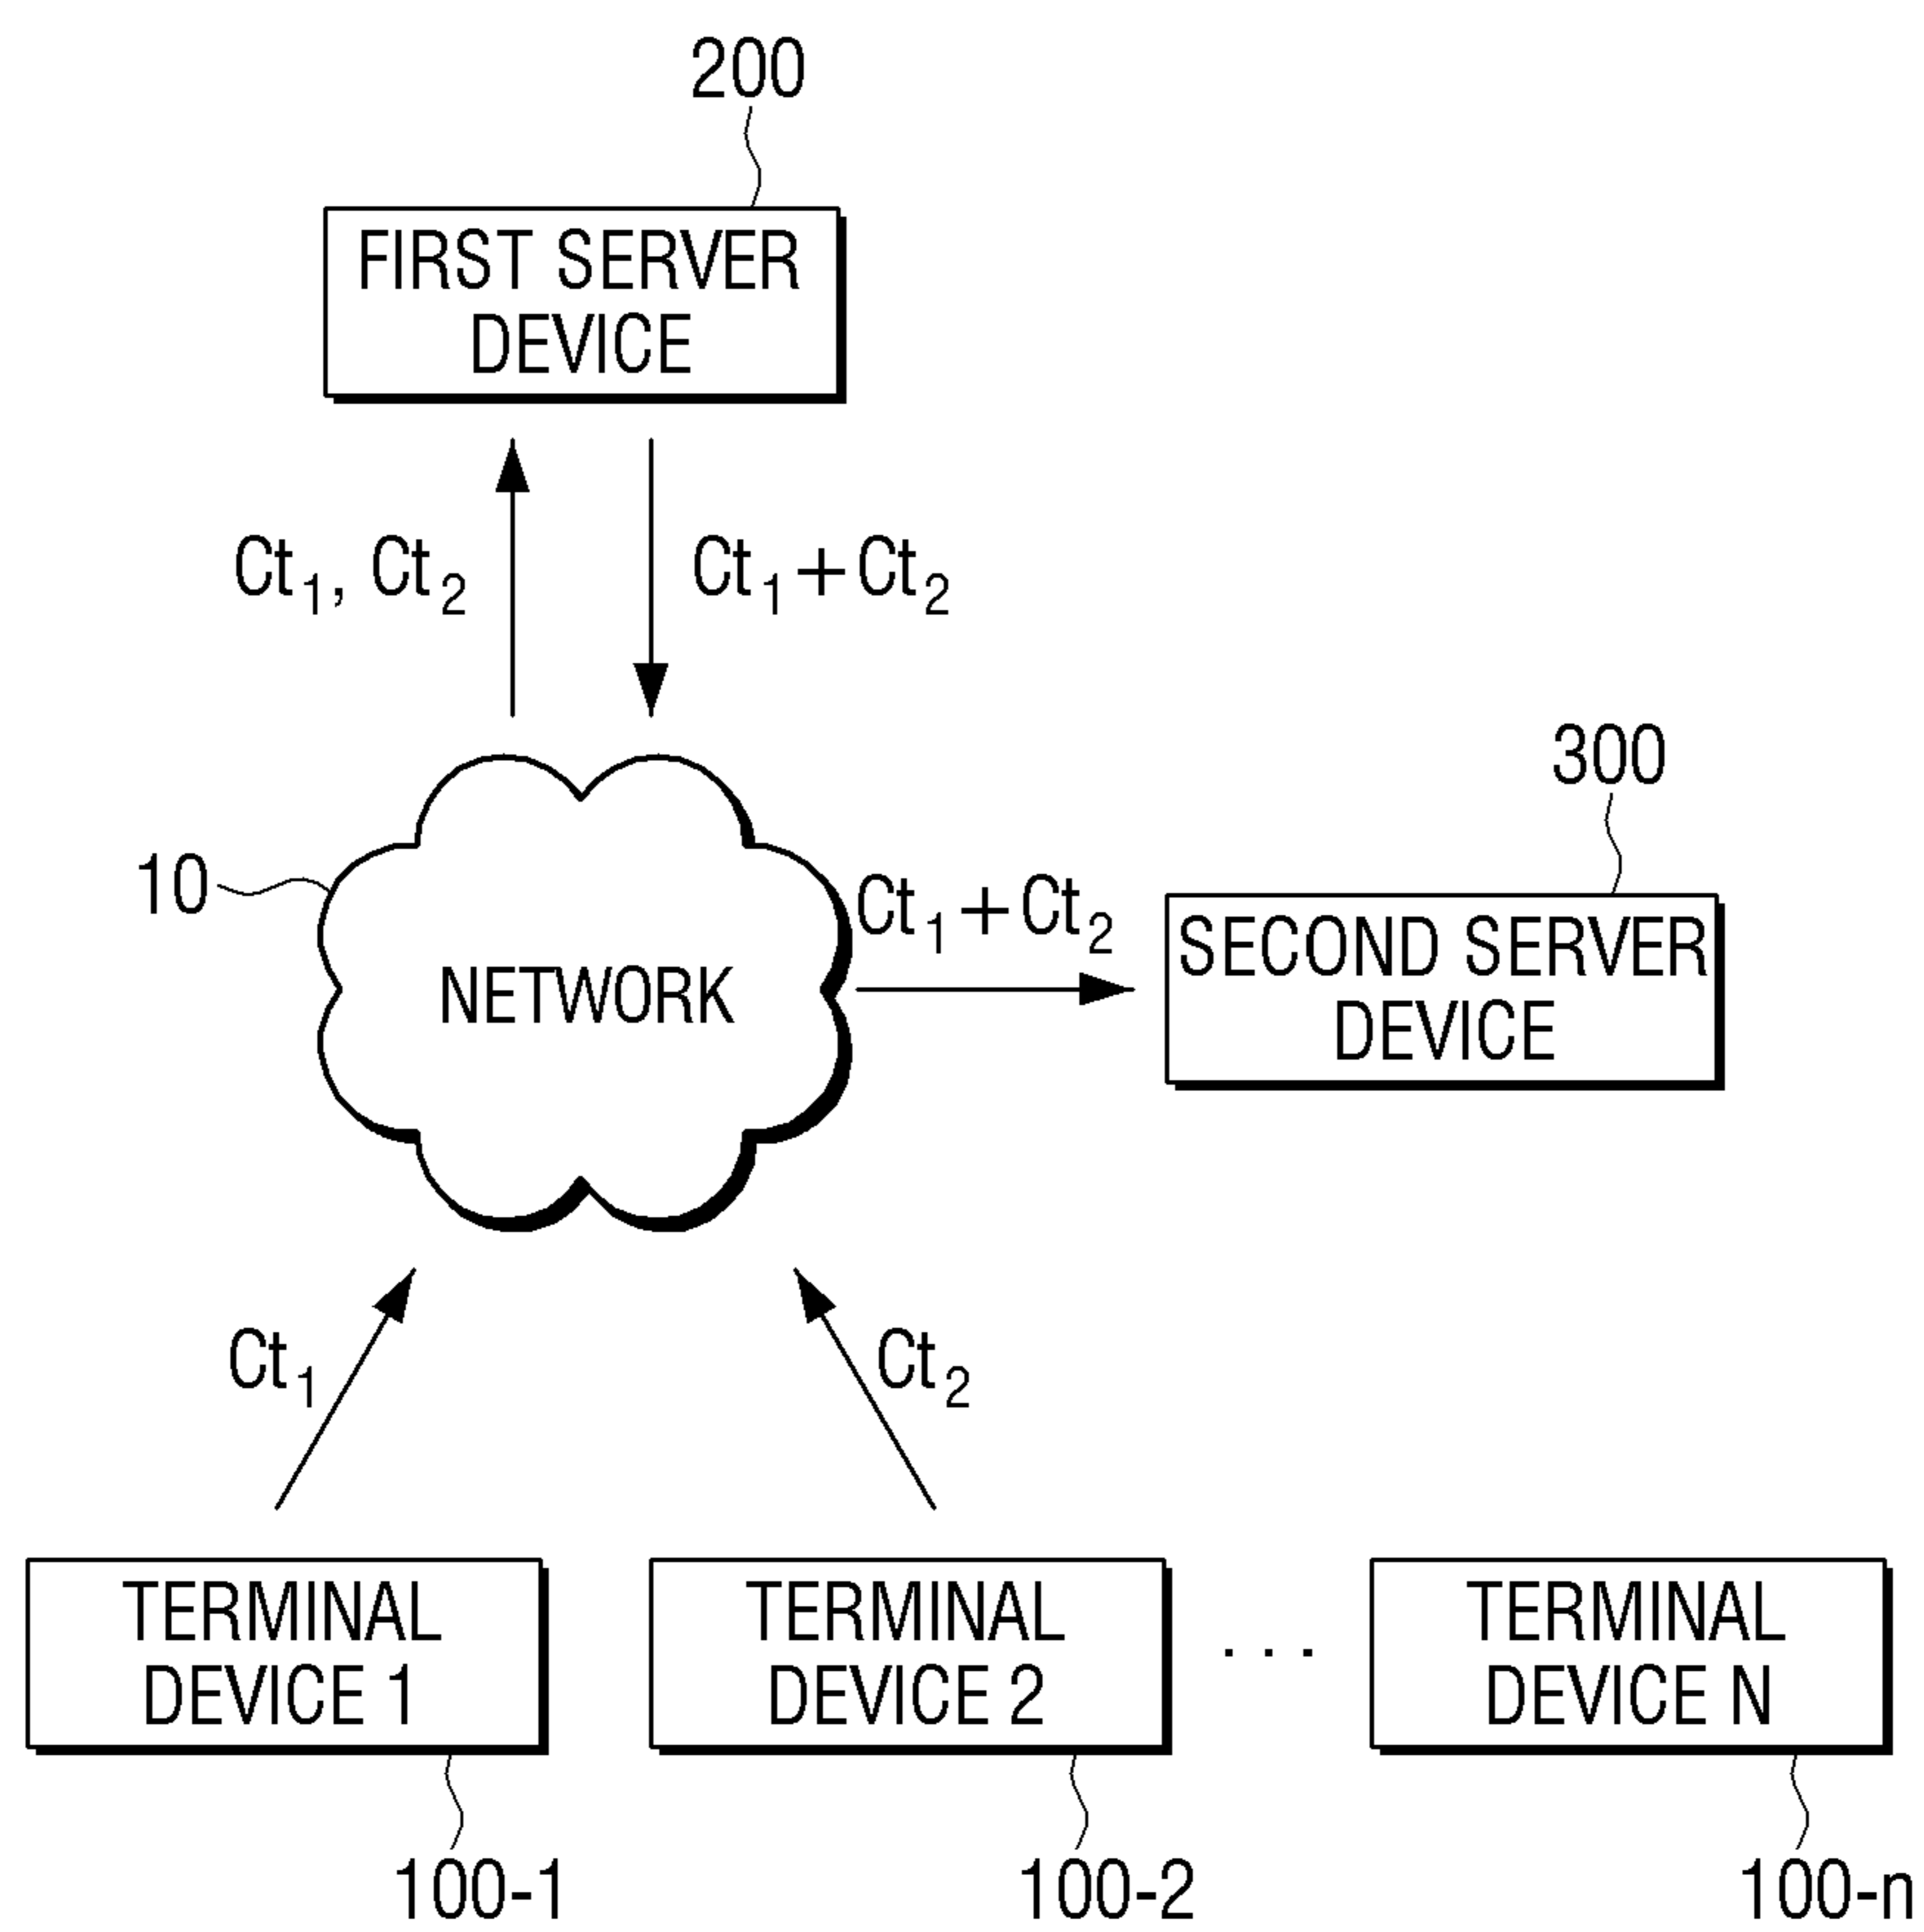 200
FIRST SERVER
DEVICE
Ct1, Ct2
Ct1+Ct2
300
10
Ct1+Ct2
SECOND SERVER
DEVICE
NETWORK
Ct1
Ct2
TERMINAL
DEVICE 1
TERMINAL
DEVICE 2
. . .
TERMINAL
DEVICE N
100-1
100-2
100-n